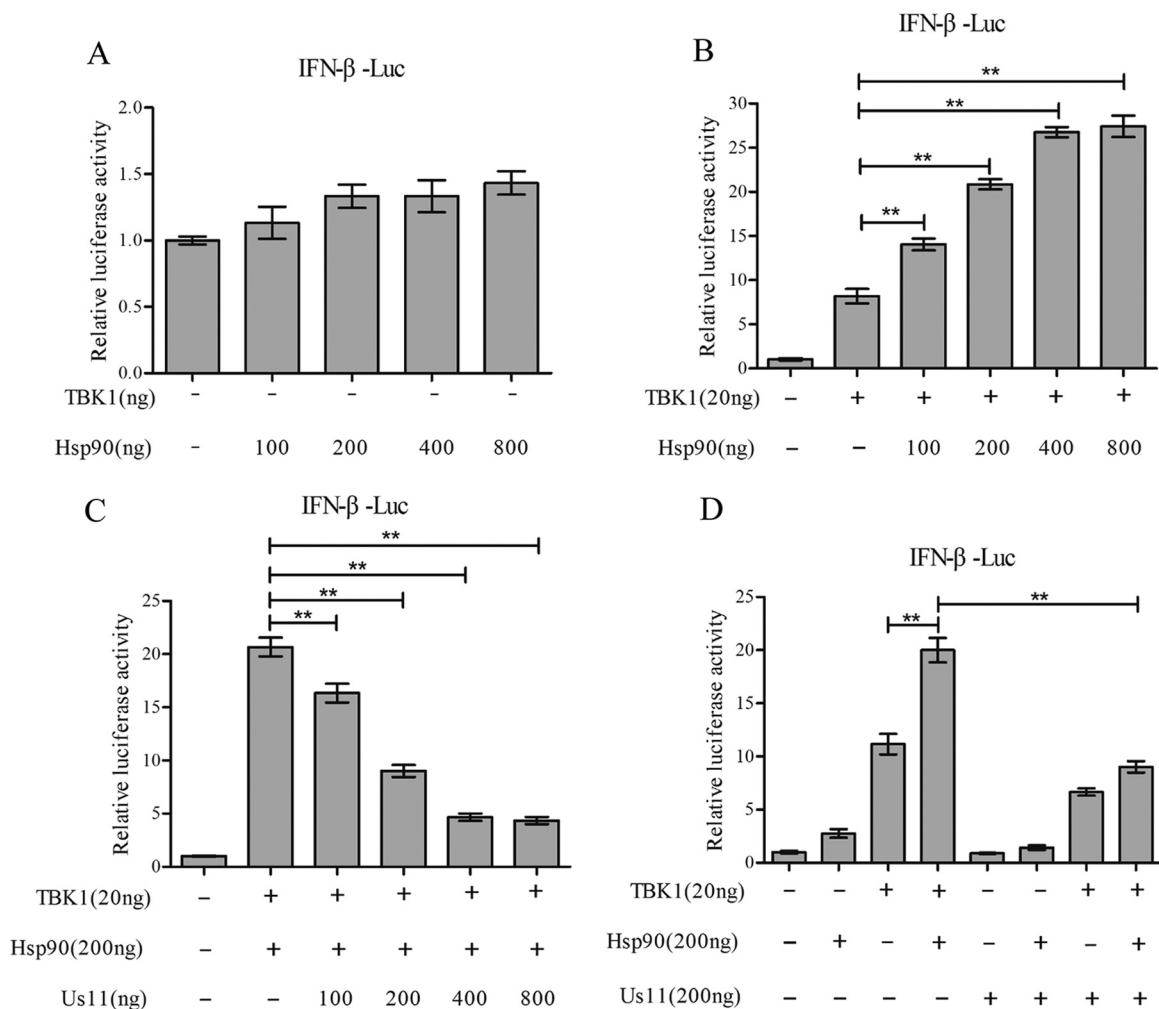 A
IFN-β -Luc
Relative luciferase activity
2.0
1.5
1.0
0.5
0.0
TBK1(ng) – – – – –
Hsp90(ng) – 100 200 400 800
B
IFN-β -Luc
** 
**
**
**
Relative luciferase activity
30
25
20
15
10
5
0
TBK1(20ng) – + + + + +
Hsp90(ng) – – 100 200 400 800
C
IFN-β -Luc
**
**
**
**
Relative luciferase activity
25
20
15
10
5
0
TBK1(20ng) – + + + + +
Hsp90(200ng) – + + + + +
Us11(ng) – – 100 200 400 800
D
IFN-β -Luc
**
**
Relative luciferase activity
25
20
15
10
5
0
TBK1(20ng) – – + + – – + +
Hsp90(200ng) – + – + – + – +
Us11(200ng) – – – – + + + +